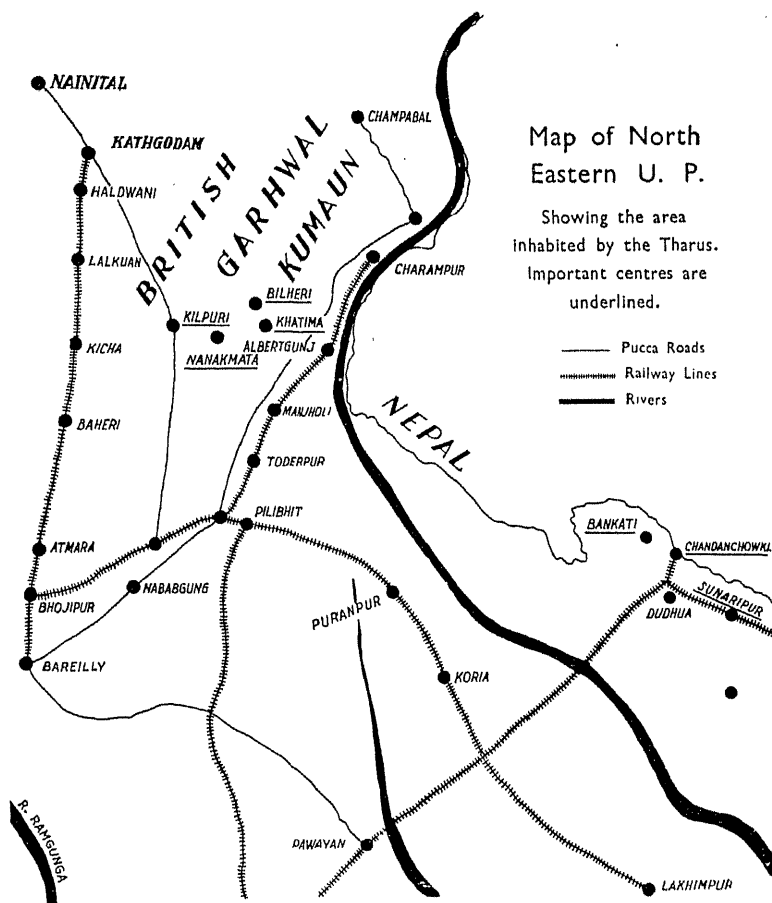 NAINITAL
KATHGODAM
HALDWANI
LALKUAN
KICHA
BAHERI
ATMARA
BHOJIPUR
BAREILLY
BRITISH
GARHWAL
KUMAUN
CHAMPABAL
CHARAMPUR
BILHERI
KILPURI
KHATIMA
NANAKMATA
ALBERTGUNJ
MANJHOLI
TODERPUR
PILIBHIT
NABABGUNG
Map of North
Eastern U. P.
Showing the area
inhabited by the Tharus.
Important centres are
underlined.
Pucca Roads
Railway Lines
Rivers
NEPAL
BANKATI
CHANDANCHOWKI
SUNARIPUR
DUDHUA
PURANPUR
KORIA
PAWAYAN
LAKHIMPUR
R. RAMGUNGA